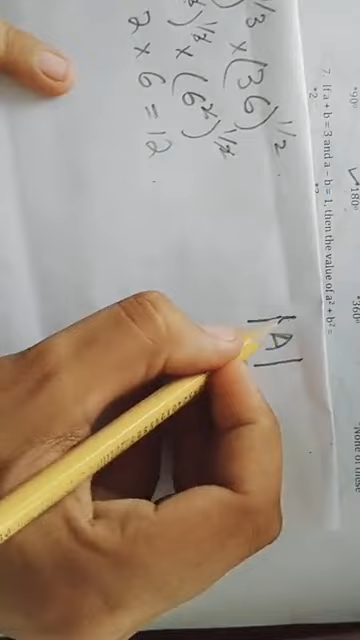 *90° ✓180° *360° *None of these
7. If a + b = 3 and a − b = 1, then the value of a² + b² =
*2
)^1/3 × (36)^1/2
)^1/2 × (6²)^1/2
2 × 6 = 12
|A|